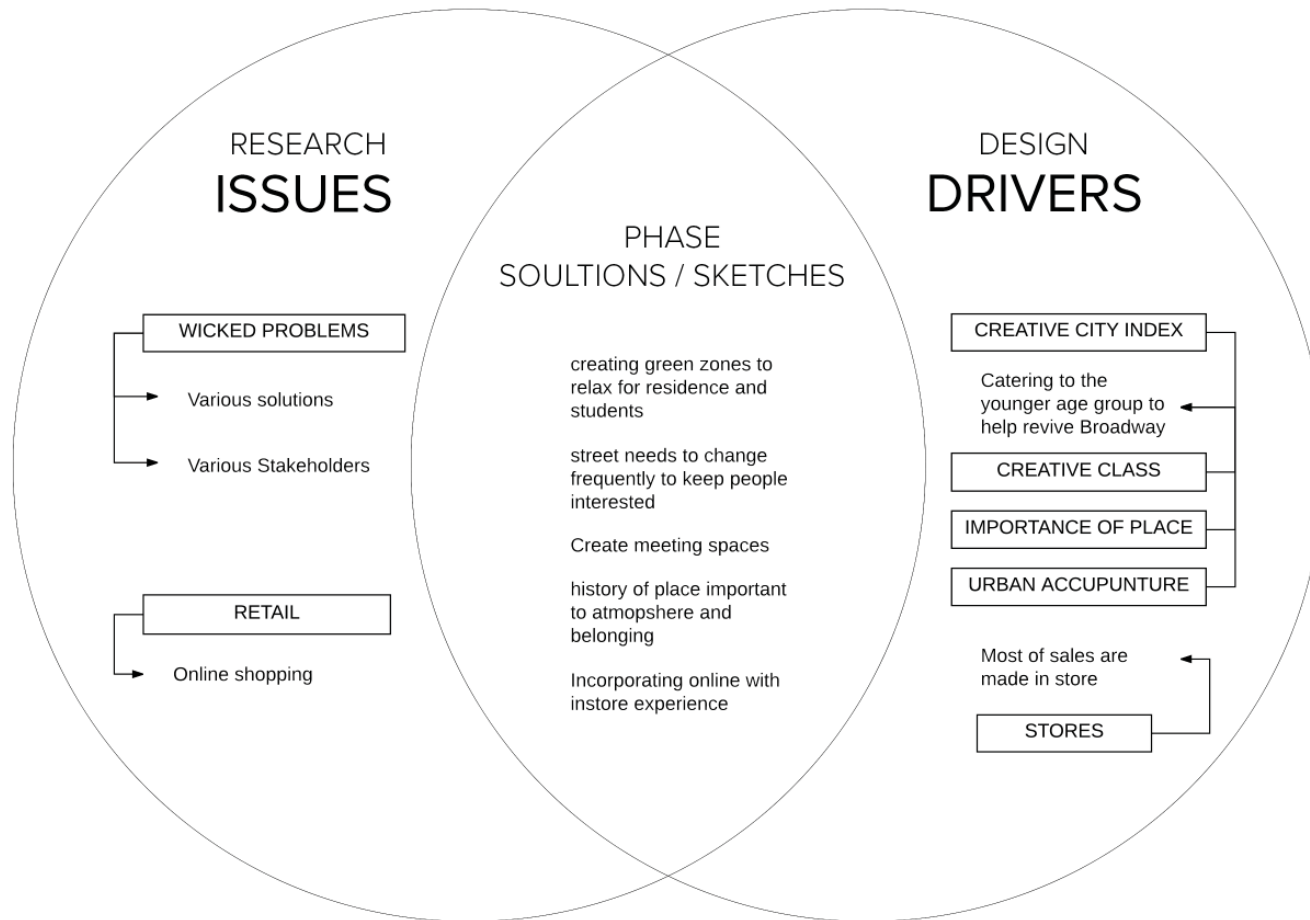 RESEARCH
ISSUES
WICKED PROBLEMS
Various solutions
Various Stakeholders
RETAIL
Online shopping
PHASE
SOULTIONS / SKETCHES
creating green zones to
relax for residence and
students
street needs to change
frequently to keep people
interested
Create meeting spaces
history of place important
to atmopshere and
belonging
Incorporating online with
instore experience
DESIGN
DRIVERS
CREATIVE CITY INDEX
Catering to the
younger age group to
help revive Broadway
CREATIVE CLASS
IMPORTANCE OF PLACE
URBAN ACCUPUNTURE
Most of sales are
made in store
STORES